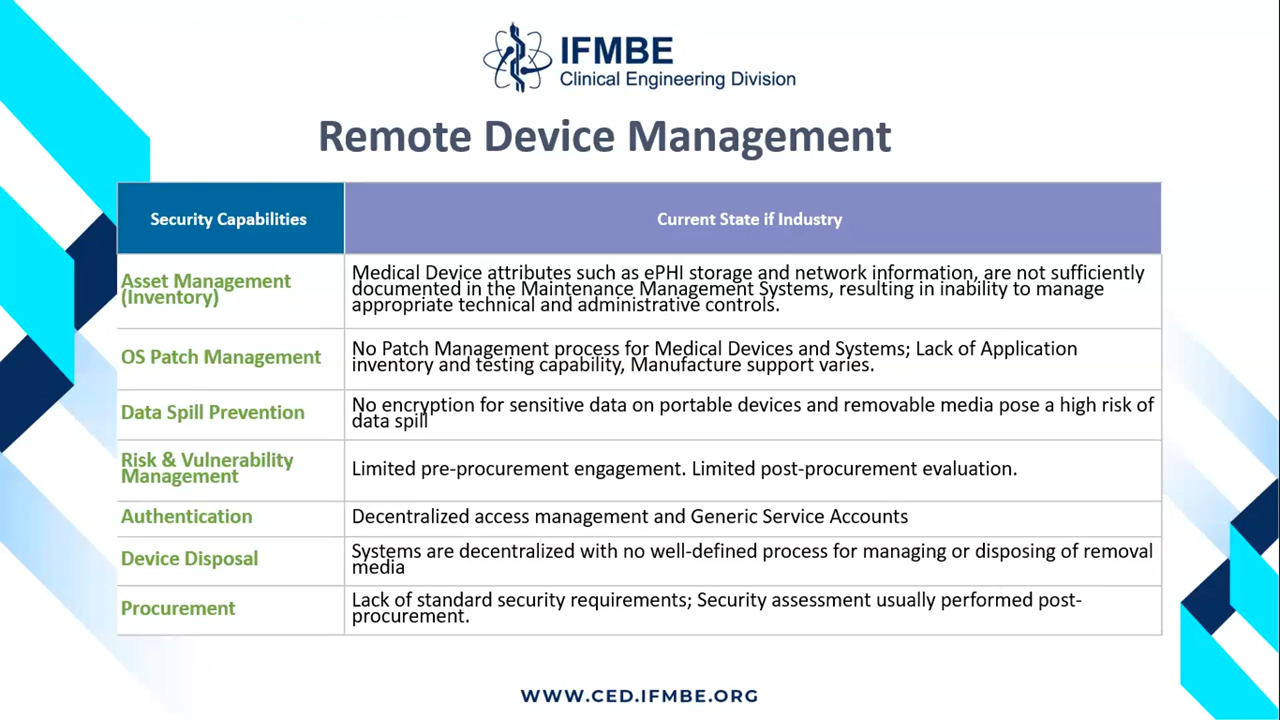 IFMBE
Clinical Engineering Division
Remote Device Management
Security Capabilities
Current State if Industry
Asset Management
(Inventory)
Medical Device attributes such as ePHI storage and network information, are not sufficiently
documented in the Maintenance Management Systems, resulting in inability to manage
appropriate technical and administrative controls.
OS Patch Management
No Patch Management process for Medical Devices and Systems; Lack of Application
inventory and testing capability, Manufacture support varies.
Data Spill Prevention
No encryption for sensitive data on portable devices and removable media pose a high risk of
data spill
Risk & Vulnerability
Management
Limited pre-procurement engagement. Limited post-procurement evaluation.
Authentication
Decentralized access management and Generic Service Accounts
Device Disposal
Systems are decentralized with no well-defined process for managing or disposing of removal
media
Procurement
Lack of standard security requirements; Security assessment usually performed post-
procurement.
WWW.CED.IFMBE.ORG